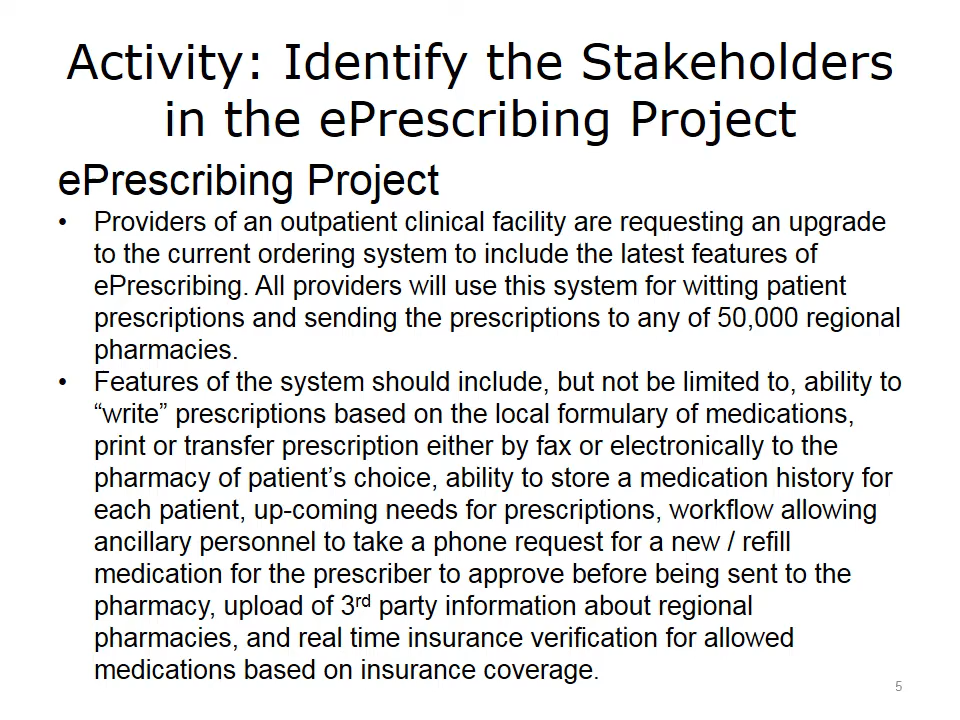 Activity: Identify the Stakeholders
in the ePrescribing Project
ePrescribing Project
• Providers of an outpatient clinical facility are requesting an upgrade
to the current ordering system to include the latest features of
ePrescribing. All providers will use this system for witting patient
prescriptions and sending the prescriptions to any of 50,000 regional
pharmacies.
• Features of the system should include, but not be limited to, ability to
“write” prescriptions based on the local formulary of medications,
print or transfer prescription either by fax or electronically to the
pharmacy of patient’s choice, ability to store a medication history for
each patient, up-coming needs for prescriptions, workflow allowing
ancillary personnel to take a phone request for a new / refill
medication for the prescriber to approve before being sent to the
pharmacy, upload of 3rd party information about regional
pharmacies, and real time insurance verification for allowed
medications based on insurance coverage.
5